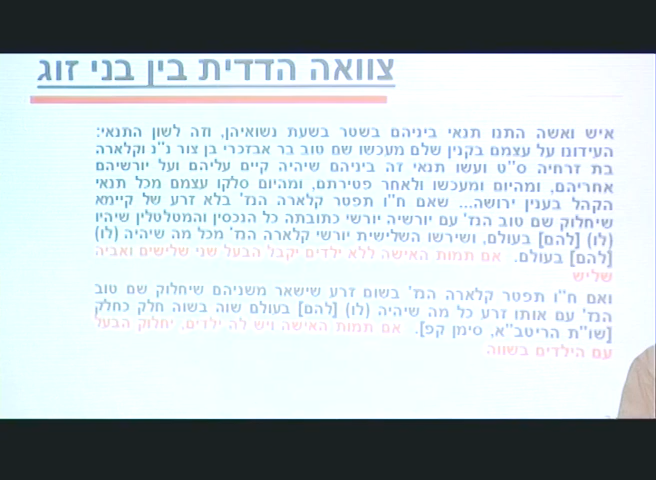 צוואה הדדית בין בני זוג
איש ואשה התנו תנאי ביניהם בשטר בשעת נשואיהן, וזה לשון התנאי:
העידונו על עצמם בקנין שלם מעכשו שם טוב בר אבזכרי בן צור נ"נ וקלארה
בת זרחיה ס"ט ועשו תנאי זה ביניהם שיהיה קיים עליהם ועל יורשיהם
אחריהם, ומהיום ומעכשו ולאחר פטירתם, ומהיום סלקו עצמם מכל תנאי
הקהל בענין ירושה... שאם ח"ו תפטר קלארה הנז' בלא זרע של קיימא
שיחלוק שם טוב הנז' עם יורשיה יורשי כתובתה כל הנכסין והמטלטלין שיהיו
(לו) [להם] בעולם, ושירשו השלישית יורשי קלארה הנז' מכל מה שיהיה (לו)
[להם] בעולם. אם תמות האישה ללא ילדים יקבל הבעל שני שלישים ואביה
שליש
ואם ח"ו תפטר קלארה הנז' בשום זרע שישאר משניהם שיחלוק שם טוב
הנז' עם אותו זרע כל מה שיהיה (לו) [להם] בעולם שוה בשוה חלק כחלק
[שו"ת הריטב"א, סימן קפ]. אם תמות האישה ויש לה ילדים, יחלוק הבעל
עם הילדים בשווה